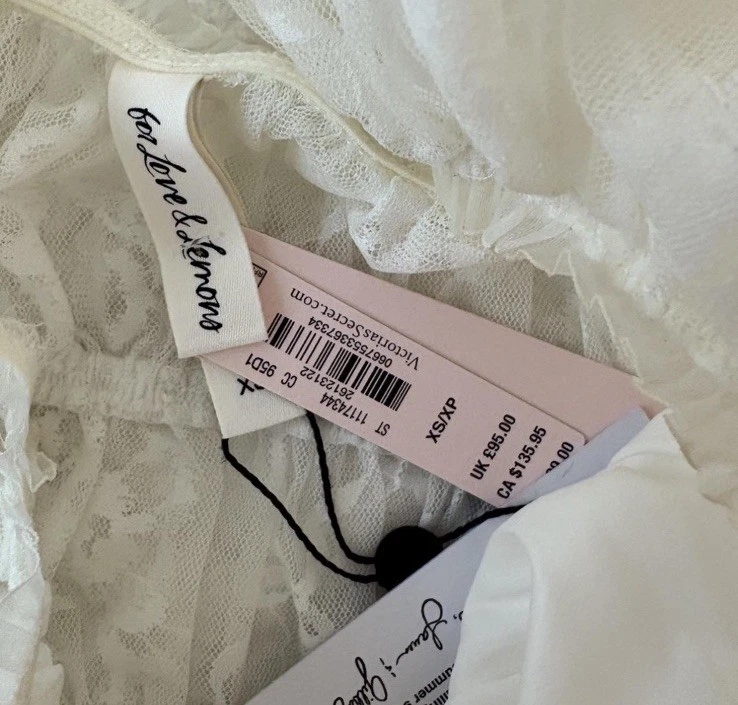 for Love & Lemons
VictoriasSecret.com
0667553367334
26123122
ST 11174344 CC 95D1
XS/XP
UK £95.00
CA $135.95